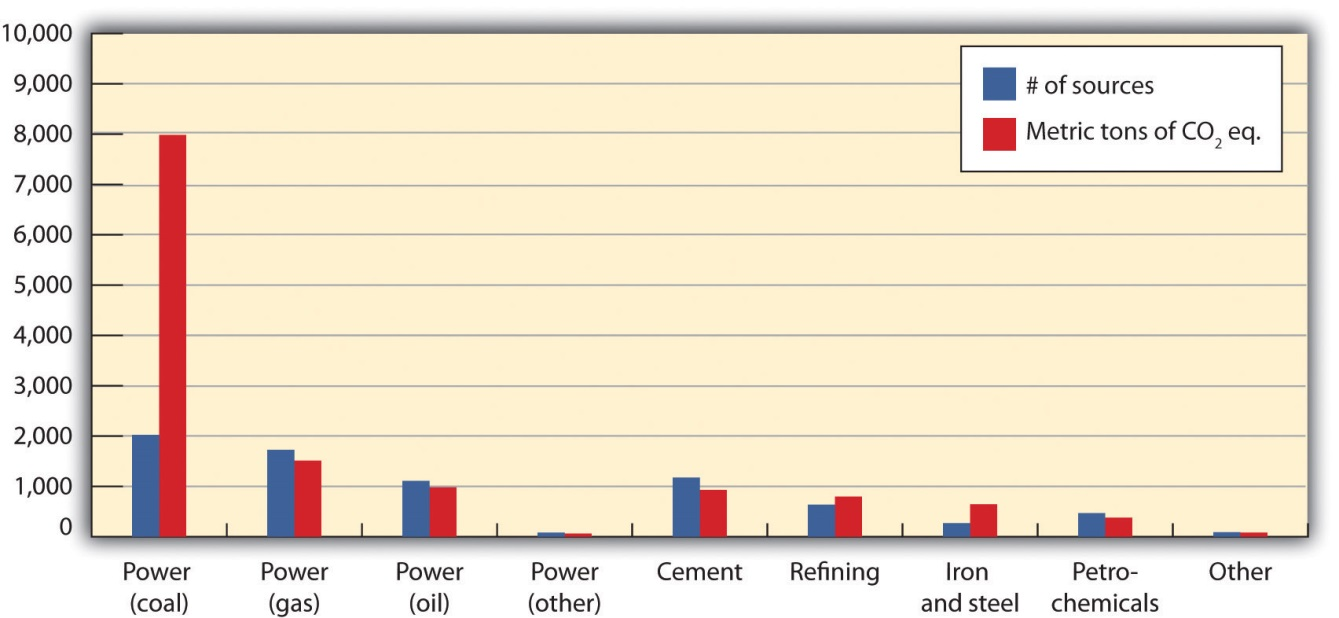 10,000
9,000
8,000
7,000
6,000
5,000
4,000
3,000
2,000
1,000
0
# of sources
Metric tons of CO₂ eq.
Power
(coal)
Power
(gas)
Power
(oil)
Power
(other)
Cement
Refining
Iron
and steel
Petro-
chemicals
Other